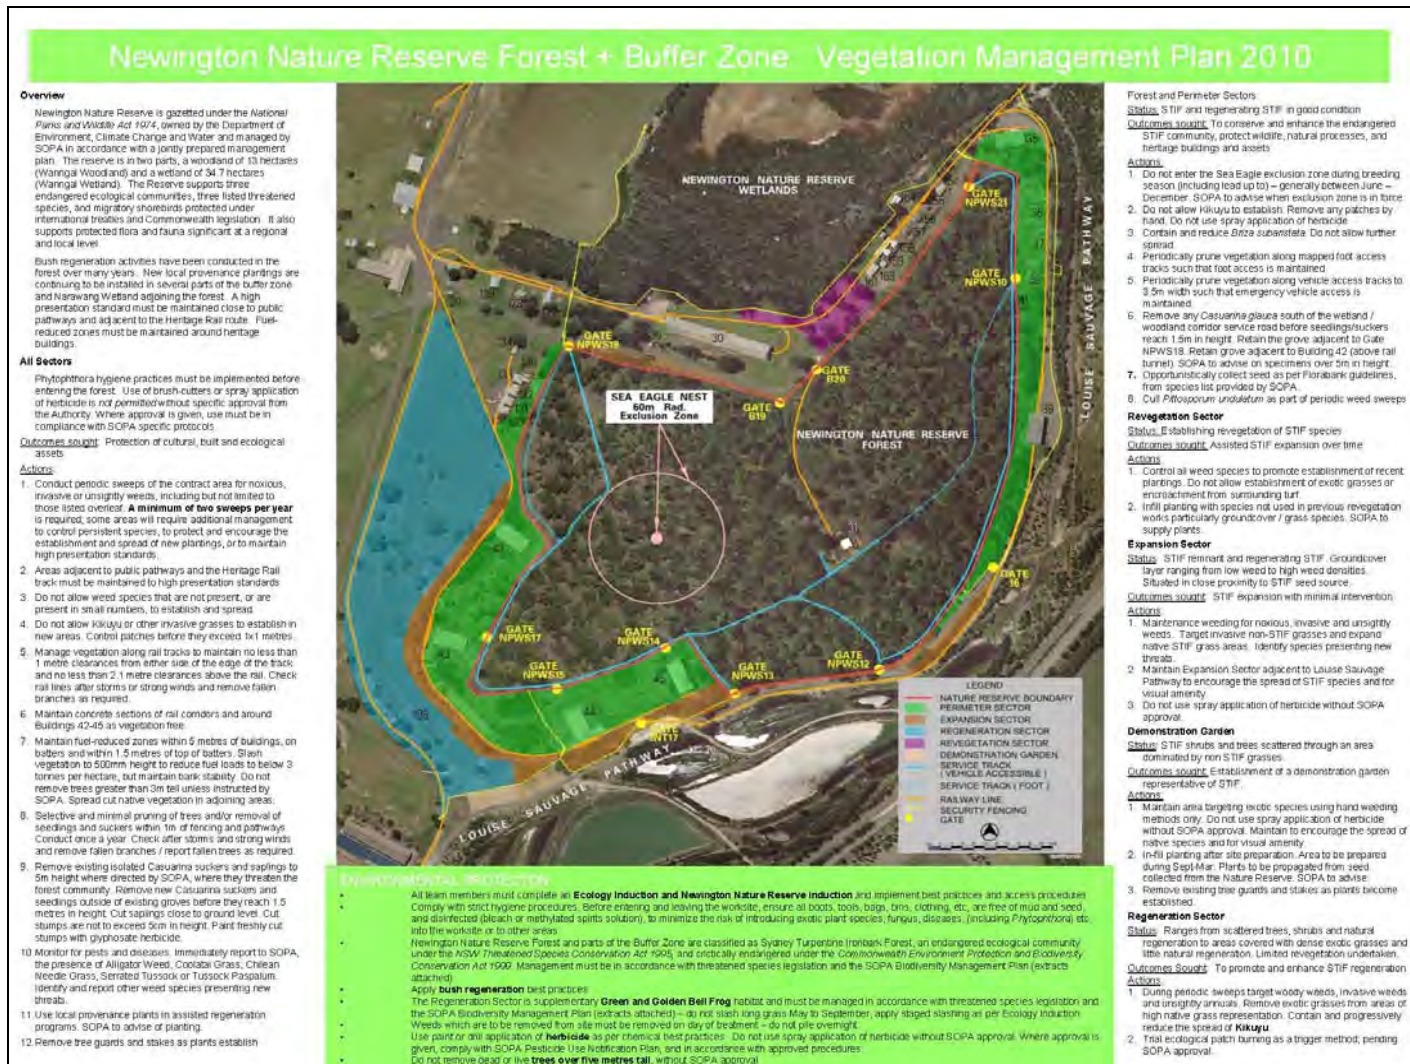 Newington Nature Reserve Forest + Buffer Zone   Vegetation Management Plan 2010
Overview
Newington Nature Reserve is gazetted under the National
Parks and Wildlife Act 1974, owned by the Department of
Environment, Climate Change and Water and managed by
SOPA in accordance with a jointly prepared management
plan. The reserve is in two parts, a woodland of 13 hectares
(Wanngal Woodland) and a wetland of 34.7 hectares
(Wanngal Wetland). The Reserve supports three
endangered ecological communities, three listed threatened
species, and migratory shorebirds protected under
international treaties and Commonwealth legislation. It also
supports protected flora and fauna significant at a regional
and local level.
Bush regeneration activities have been conducted in the
forest over many years. New local provenance plantings are
continuing to be installed in several parts of the buffer zone
and Narawang Wetland adjoining the forest. A high
presentation standard must be maintained close to public
pathways and adjacent to the Heritage Rail route. Fuel-
reduced zones must be maintained around heritage
buildings.
All Sectors
Phytophthora hygiene practices must be implemented before
entering the forest. Use of brush-cutters or spray application
of herbicide is not permitted without specific approval from
the Authority. Where approval is given, use must be in
compliance with SOPA specific protocols.
Outcomes sought: Protection of cultural, built and ecological
assets
Actions:
1. Conduct periodic sweeps of the contract area for noxious,
invasive or unsightly weeds, including but not limited to
those listed overleaf. A minimum of two sweeps per year
is required; some areas will require additional management
to control persistent species, to protect and encourage the
establishment and spread of new plantings, or to maintain
high presentation standards.
2. Areas adjacent to public pathways and the Heritage Rail
track must be maintained to high presentation standards
3. Do not allow weed species that are not present, or are
present in small numbers, to establish and spread.
4. Do not allow Kikuyu or other invasive grasses to establish in
new areas. Control patches before they exceed 1x1 metres.
5. Manage vegetation along rail tracks to maintain no less than
1 metre clearances from either side of the edge of the track
and no less than 2.1 metre clearances above the rail. Check
rail lines after storms or strong winds and remove fallen
branches as required.
6. Maintain concrete sections of rail corridors and around
Buildings 42-45 as vegetation free.
7. Maintain fuel-reduced zones within 5 metres of buildings, on
batters and within 1.5 metres of top of batters. Slash
vegetation to 500mm height to reduce fuel loads to below 3
tonnes per hectare, but maintain bank stability. Do not
remove trees greater than 3m tell unless instructed by
SOPA. Spread cut native vegetation in adjoining areas.
8. Selective and minimal pruning of trees and/or removal of
seedlings and suckers within 1m of fencing and pathways
Conduct once a year. Check after storms and strong winds
and remove fallen branches / report fallen trees as required.
9. Remove existing isolated Casuarina suckers and saplings to
5m height where directed by SOPA, where they threaten the
forest community. Remove new Casuarina suckers and
seedlings outside of existing groves before they reach 1.5
metres in height. Cut saplings close to ground level. Cut
stumps are not to exceed 5cm in height. Paint freshly cut
stumps with glyphosate herbicide.
10 Monitor for pests and diseases. Immediately report to SOPA,
the presence of Alligator Weed, Coolatai Grass, Chilean
Needle Grass, Serrated Tussock or Tussock Paspalum.
Identify and report other weed species presenting new
threats.
11. Use local provenance plants in assisted regeneration
programs. SOPA to advise of planting.
12. Remove tree guards and stakes as plants establish
NEWINGTON NATURE RESERVE
WETLANDS
GATE
NPWS21
GATE
NPWS10
GATE
NPWS18
GATE
B20
GATE
B19
SEA EAGLE NEST
60m Rad.
Exclusion Zone
NEWINGTON NATURE RESERVE
FOREST
GATE
16
GATE
NPWS17
GATE
NPWS14
GATE
NPWS15
GATE
NPWS13
GATE
NPWS12
GATE
NT17
30
LOUISE SAUVAGE PATHWAY
LOUISE SAUVAGE PATHWAY
LEGEND
NATURE RESERVE BOUNDARY
PERIMETER SECTOR
EXPANSION SECTOR
REGENERATION SECTOR
REVEGETATION SECTOR
DEMONSTRATION GARDEN
SERVICE TRACK
( VEHICLE ACCESSIBLE )
SERVICE TRACK ( FOOT )
RAILWAY LINE
SECURITY FENCING
GATE
ENVIRONMENTAL PROTECTION
• All team members must complete an Ecology Induction and Newington Nature Reserve Induction and implement best practices and access procedures
• Comply with strict hygiene procedures. Before entering and leaving the worksite, ensure all boots, tools, bags, bins, clothing, etc, are free of mud and seed,
and disinfected (bleach or methylated spirits solution), to minimize the risk of introducing exotic plant species, fungus, diseases, (including Phytophthora) etc
into the worksite or to other areas.
• Newington Nature Reserve Forest and parts of the Buffer Zone are classified as Sydney Turpentine Ironbark Forest, an endangered ecological community
under the NSW Threatened Species Conservation Act 1995, and critically endangered under the Commonwealth Environment Protection and Biodiversity
Conservation Act 1999. Management must be in accordance with threatened species legislation and the SOPA Biodiversity Management Plan (extracts
attached)
• Apply bush regeneration best practices
• The Regeneration Sector is supplementary Green and Golden Bell Frog habitat and must be managed in accordance with threatened species legislation and
the SOPA Biodiversity Management Plan (extracts attached) – do not slash long grass May to September, apply staged slashing as per Ecology Induction
• Weeds which are to be removed from site must be removed on day of treatment – do not pile overnight.
• Use paint or drill application of herbicide as per chemical best practices. Do not use spray application of herbicide without SOPA approval. Where approval is
given, comply with SOPA Pesticide Use Notification Plan, and in accordance with approved procedures.
• Do not remove dead or live trees over five metres tall, without SOPA approval
Forest and Perimeter Sectors
Status: STIF and regenerating STIF in good condition
Outcomes sought: To conserve and enhance the endangered
STIF community, protect wildlife, natural processes, and
heritage buildings and assets
Actions:
1. Do not enter the Sea Eagle exclusion zone during breeding
season (including lead up to) – generally between June –
December. SOPA to advise when exclusion zone is in force
2. Do not allow Kikuyu to establish. Remove any patches by
hand. Do not use spray application of herbicide.
3. Contain and reduce Briza subaristata. Do not allow further
spread.
4. Periodically prune vegetation along mapped foot access
tracks such that foot access is maintained.
5. Periodically prune vegetation along vehicle access tracks to
3.5m width such that emergency vehicle access is
maintained.
6. Remove any Casuarina glauca south of the wetland /
woodland corridor service road before seedlings/suckers
reach 1.5m in height. Retain the grove adjacent to Gate
NPWS18. Retain grove adjacent to Building 42 (above rail
tunnel). SOPA to advise on specimens over 5m in height.
7. Opportunistically collect seed as per Florabank guidelines,
from species list provided by SOPA.
8. Cull Pittosporum undulatum as part of periodic weed sweeps
Revegetation Sector
Status: Establishing revegetation of STIF species
Outcomes sought: Assisted STIF expansion over time
Actions
1. Control all weed species to promote establishment of recent
plantings. Do not allow establishment of exotic grasses or
encroachment from surrounding turf.
2. Infill planting with species not used in previous revegetation
works particularly groundcover / grass species. SOPA to
supply plants.
Expansion Sector
Status: STIF remnant and regenerating STIF. Groundcover
layer ranging from low weed to high weed densities.
Situated in close proximity to STIF seed source.
Outcomes sought: STIF expansion with minimal intervention.
Actions:
1. Maintenance weeding for noxious, invasive and unsightly
weeds. Target invasive non-STIF grasses and expand
native STIF grass areas. Identify species presenting new
threats.
2 Maintain Expansion Sector adjacent to Louise Sauvage
Pathway to encourage the spread of STIF species and for
visual amenity.
3. Do not use spray application of herbicide without SOPA
approval.
Demonstration Garden
Status: STIF shrubs and trees scattered through an area
dominated by non STIF grasses.
Outcomes sought: Establishment of a demonstration garden
representative of STIF.
Actions:
1. Maintain area targeting exotic species using hand weeding
methods only. Do not use spray application of herbicide
without SOPA approval. Maintain to encourage the spread of
native species and for visual amenity.
2. In-fill planting after site preparation. Area to be prepared
during Sept-Mar. Plants to be propagated from seed
collected from the Nature Reserve. SOPA to advise.
3. Remove existing tree guards and stakes as plants become
established.
Regeneration Sector
Status: Ranges from scattered trees, shrubs and natural
regeneration to areas covered with dense exotic grasses and
little natural regeneration. Limited revegetation undertaken.
Outcomes Sought: To promote and enhance STIF regeneration
Actions:
1. During periodic sweeps target woody weeds, invasive weeds
and unsightly annuals. Remove exotic grasses from areas of
high native grass representation. Contain and progressively
reduce the spread of Kikuyu.
2. Trial ecological patch burning as a trigger method, pending
SOPA approval.